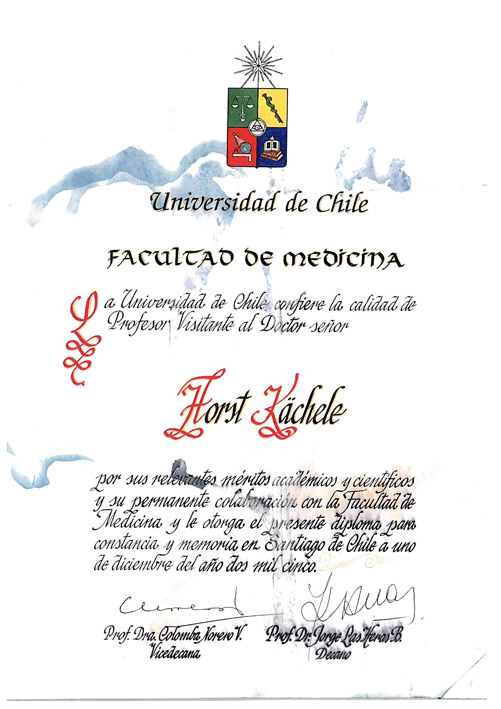 Universidad de Chile
Facultad de Medicina
La Universidad de Chile confiere la calidad de
Profesor Visitante al Doctor señor
Horst Kächele
por sus relevantes méritos académicos y científicos
y su permanente colaboración con la Facultad de
Medicina y le otorga el presente diploma para
constancia y memoria en Santiago de Chile a uno
de diciembre del año dos mil cinco.
Prof. Dra. Colomba Norero V. Prof. Dr. Jorge Las Heras B.
Vicedecana Decano